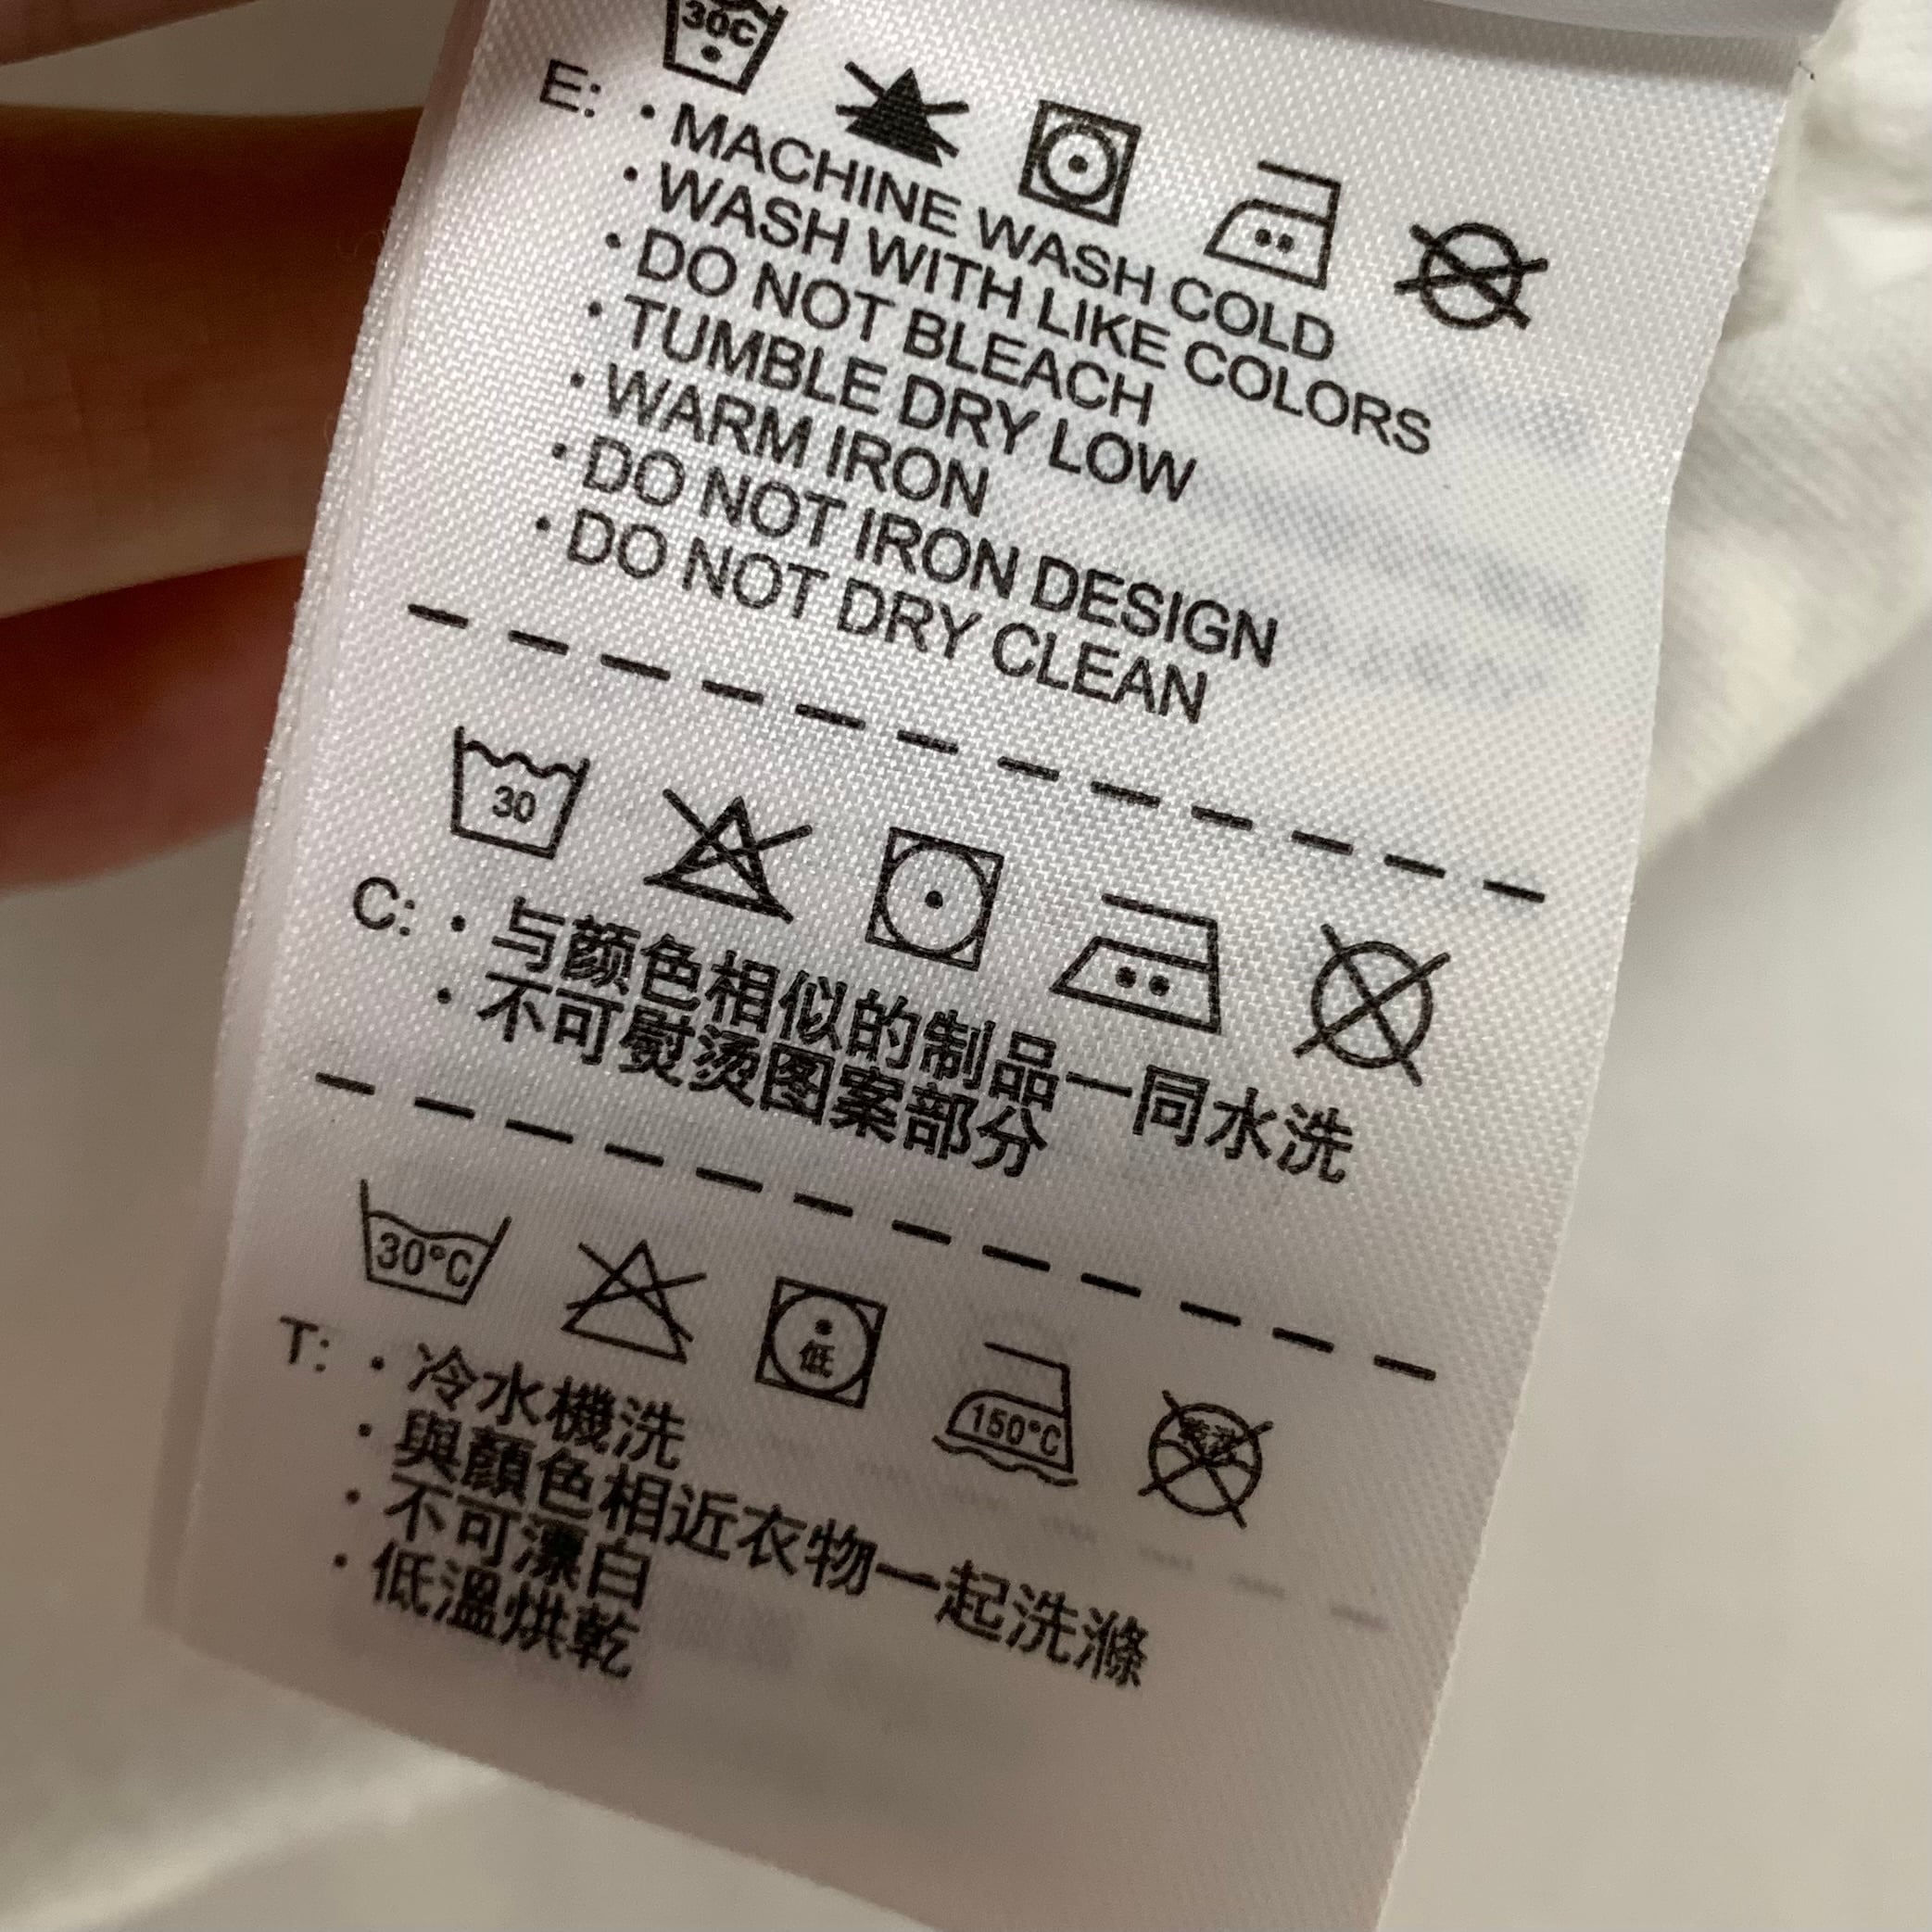 30C
E: • MACHINE WASH COLD
• WASH WITH LIKE COLORS
• DO NOT BLEACH
• TUMBLE DRY LOW
• WARM IRON
• DO NOT IRON DESIGN
• DO NOT DRY CLEAN
30
C: • 与颜色相似的制品一同水洗
• 不可熨烫图案部分
30°C 低 150°C
T: • 冷水機洗
• 與顏色相近衣物一起洗滌
• 不可漂白
• 低溫烘乾